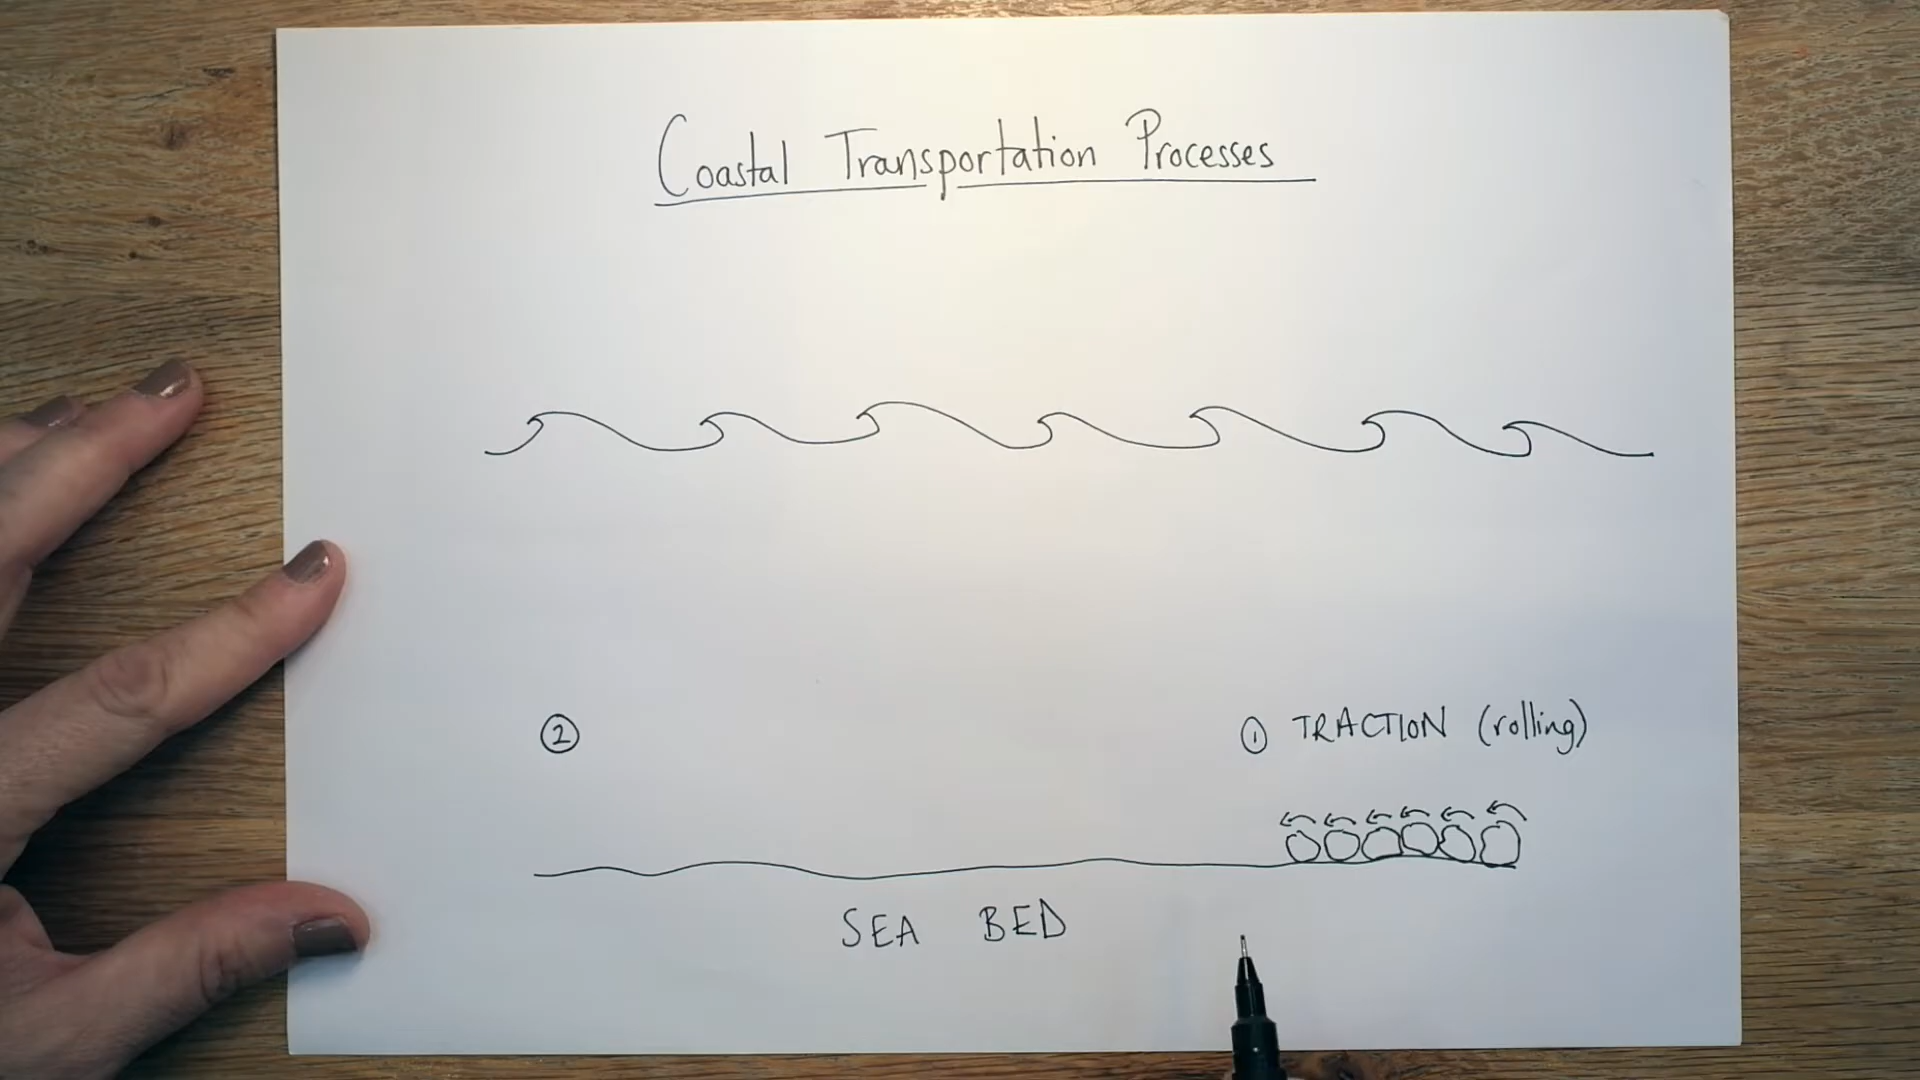 Coastal Transportation Processes
② ① TRACTION (rolling)
SEA BED